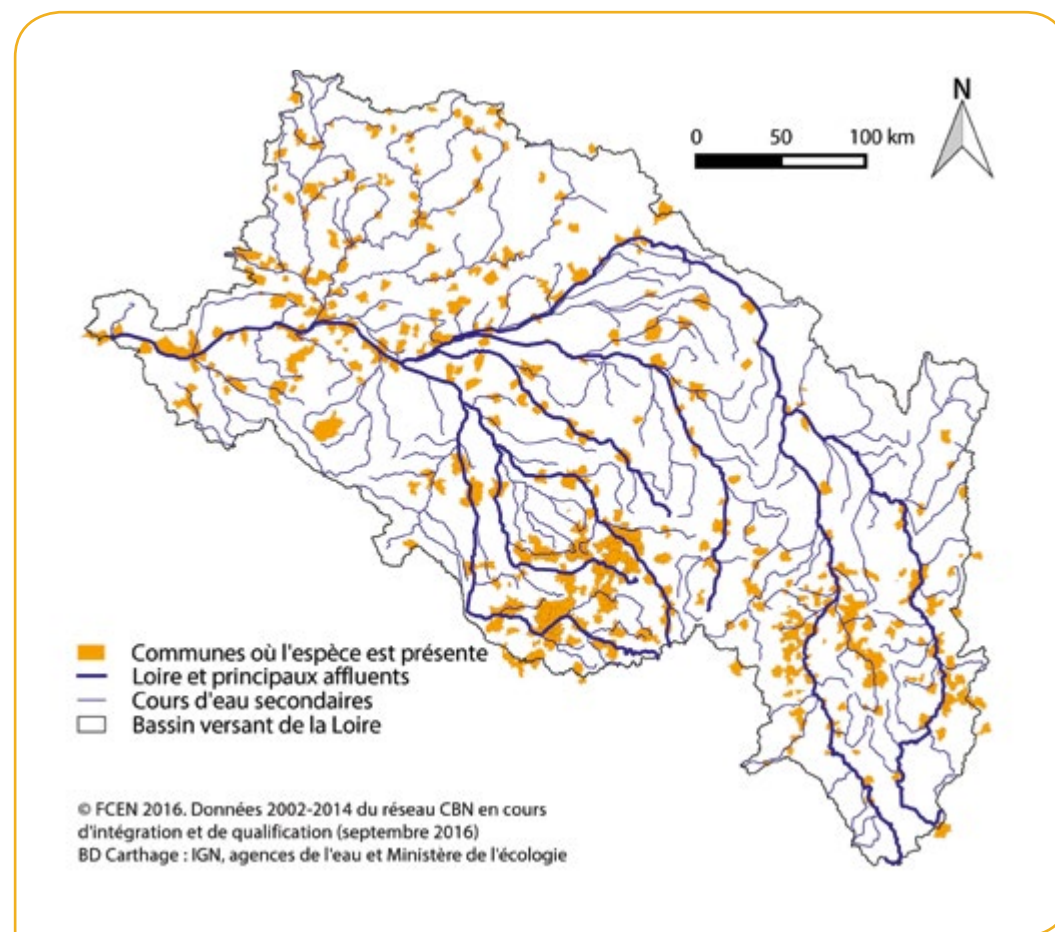 N
0 50 100 km
Communes où l'espèce est présente
Loire et principaux affluents
Cours d'eau secondaires
Bassin versant de la Loire
© FCEN 2016. Données 2002-2014 du réseau CBN en cours
d'intégration et de qualification (septembre 2016)
BD Carthage : IGN, agences de l'eau et Ministère de l'écologie